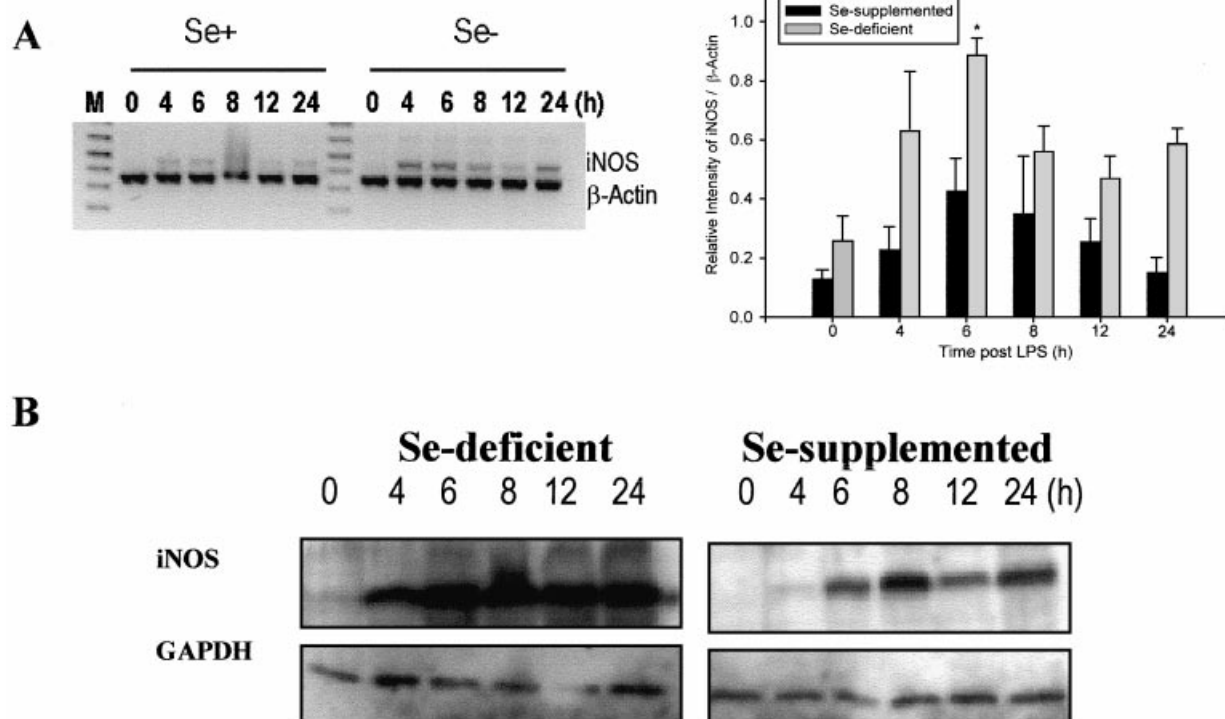 A
Se+ Se-
M 0 4 6 8 12 24 0 4 6 8 12 24 (h)
iNOS
β-Actin
Se-supplemented
Se-deficient
*
1.0
0.8
0.6
0.4
0.2
0.0
Relative Intensity of iNOS / β-Actin
0 4 6 8 12 24
Time post LPS (h)
B
Se-deficient Se-supplemented
0 4 6 8 12 24 0 4 6 8 12 24 (h)
iNOS
GAPDH